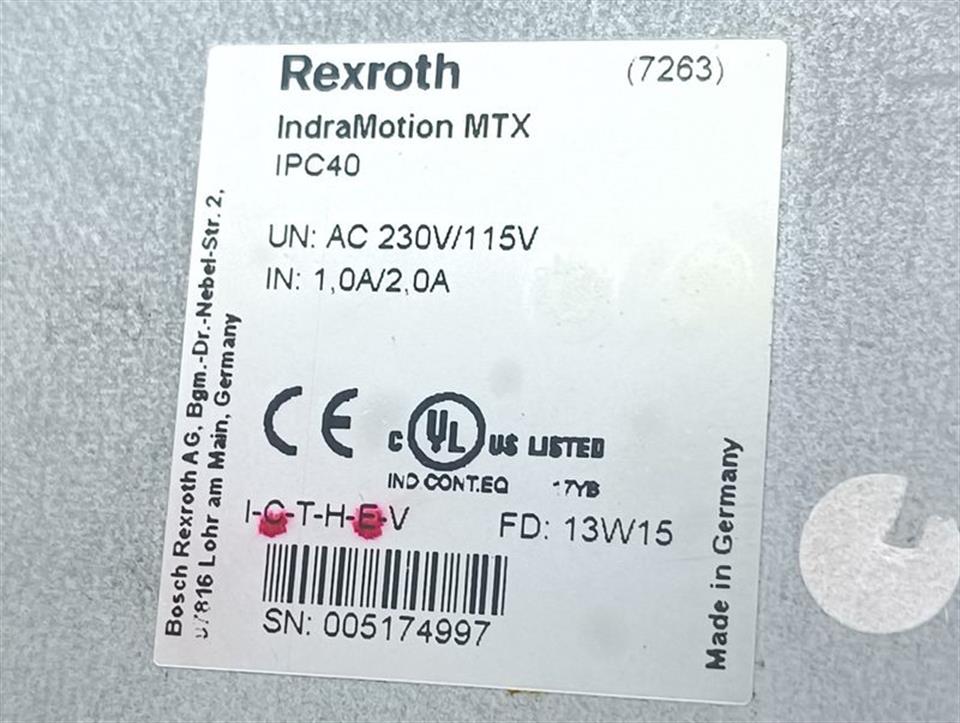 Rexroth (7263)
IndraMotion MTX
IPC40
UN: AC 230V/115V
IN: 1,0A/2,0A
CE C UL US LISTED
IND CONT.EQ 17YB
I-C-T-H-E-V FD: 13W15
SN: 005174997
Bosch Rexroth AG, Bgm.-Dr.-Nebel-Str. 2,
97816 Lohr am Main, Germany
Made in Germany